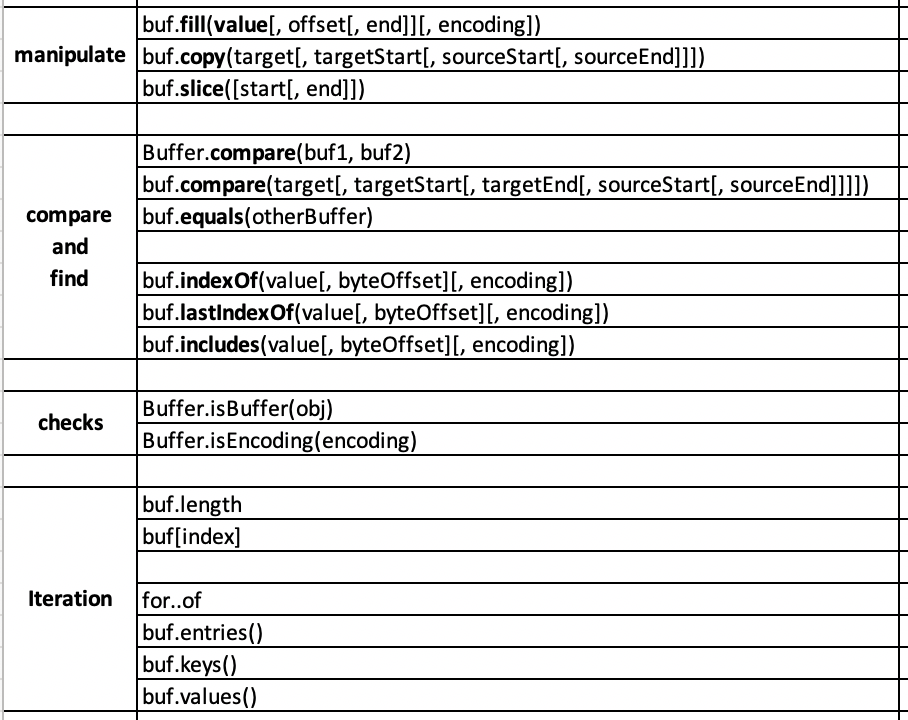 manipulate
buf.fill(value[, offset[, end]][, encoding])
buf.copy(target[, targetStart[, sourceStart[, sourceEnd]]])
buf.slice([start[, end]])
compare
and
find
Buffer.compare(buf1, buf2)
buf.compare(target[, targetStart[, targetEnd[, sourceStart[, sourceEnd]]]])
buf.equals(otherBuffer)
buf.indexOf(value[, byteOffset][, encoding])
buf.lastIndexOf(value[, byteOffset][, encoding])
buf.includes(value[, byteOffset][, encoding])
checks
Buffer.isBuffer(obj)
Buffer.isEncoding(encoding)
Iteration
buf.length
buf[index]
for..of
buf.entries()
buf.keys()
buf.values()